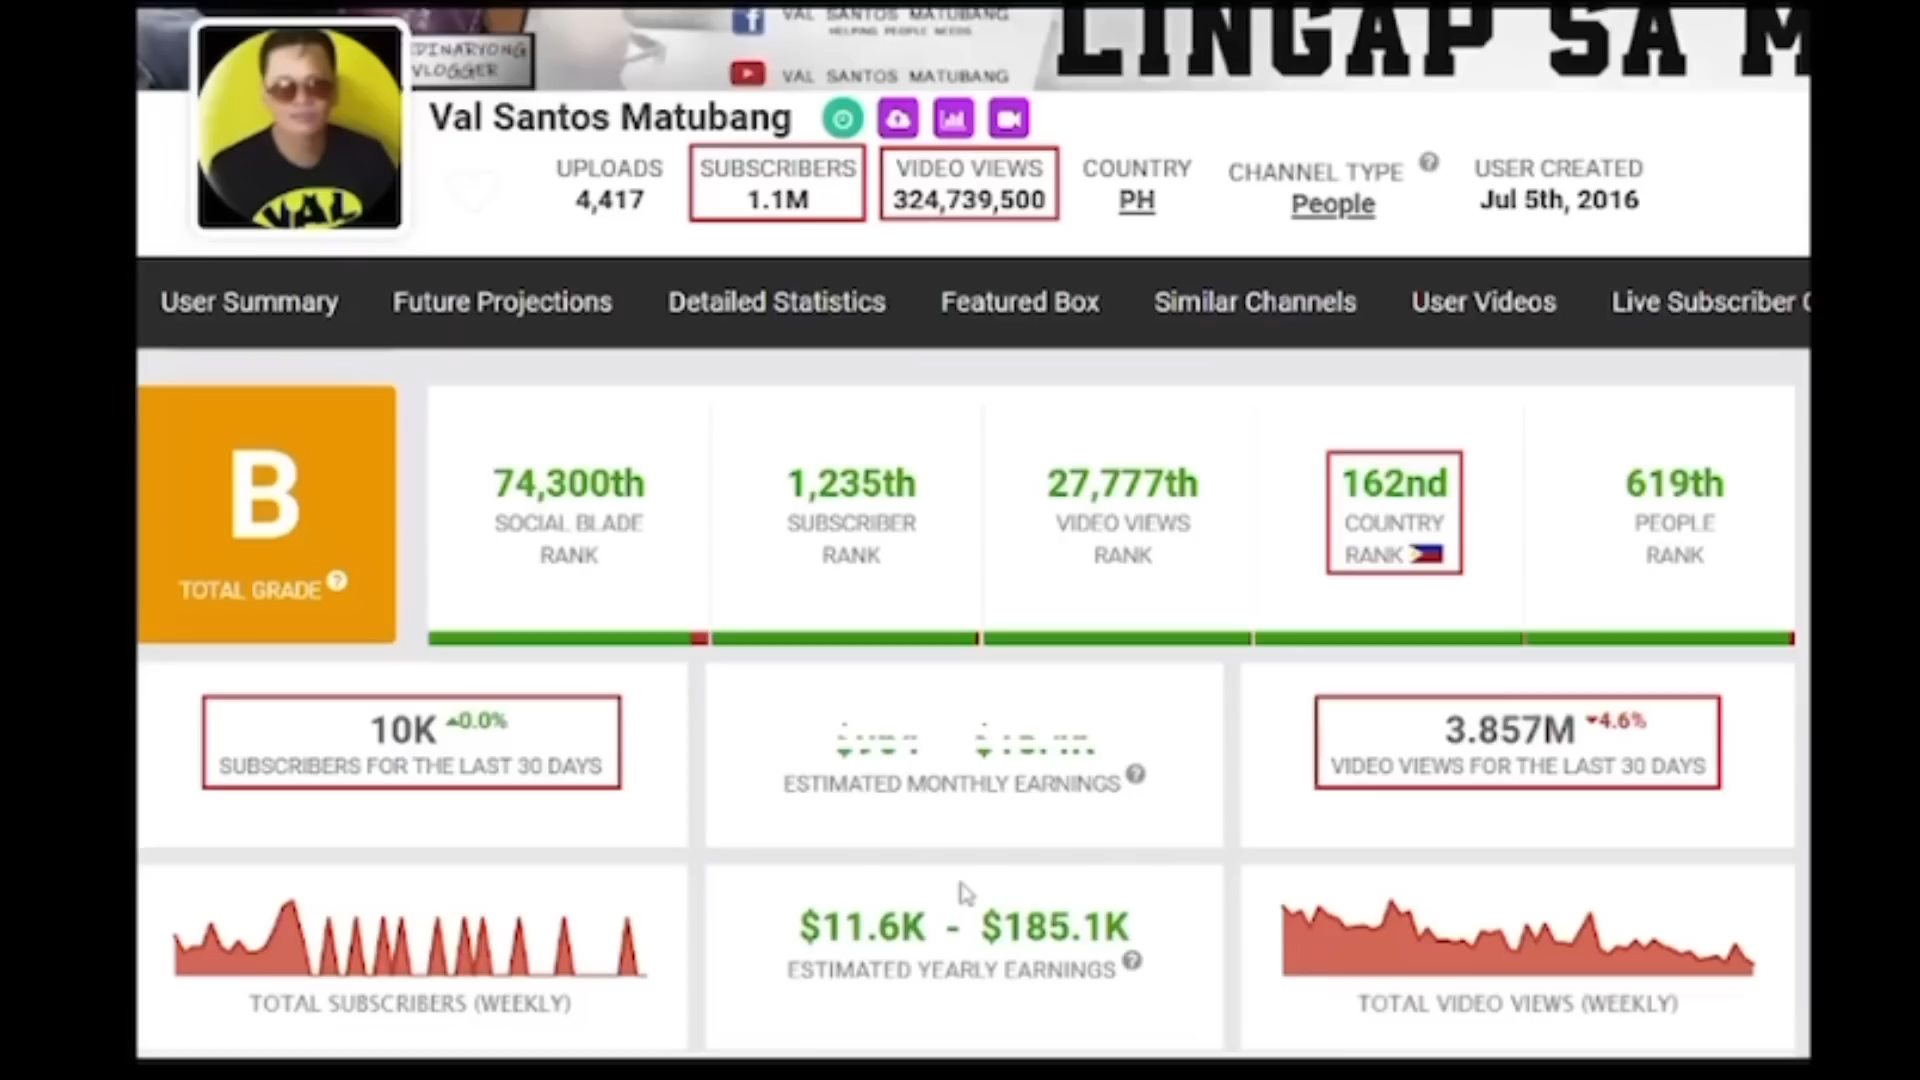 VAL SANTOS MATUBANG
HELPING PEOPLE NEEDS
VAL SANTOS MATUBANG
LINGAP SA M
DINARYONG
VLOGGER
VAL
Val Santos Matubang
UPLOADS
4,417
SUBSCRIBERS
1.1M
VIDEO VIEWS
324,739,500
COUNTRY
PH
CHANNEL TYPE
People
USER CREATED
Jul 5th, 2016
User Summary Future Projections Detailed Statistics Featured Box Similar Channels User Videos Live Subscriber C
B
TOTAL GRADE
74,300th
SOCIAL BLADE
RANK
1,235th
SUBSCRIBER
RANK
27,777th
VIDEO VIEWS
RANK
162nd
COUNTRY
RANK
619th
PEOPLE
RANK
10K 0.0%
SUBSCRIBERS FOR THE LAST 30 DAYS
ESTIMATED MONTHLY EARNINGS
3.857M 4.6%
VIDEO VIEWS FOR THE LAST 30 DAYS
TOTAL SUBSCRIBERS (WEEKLY)
$11.6K - $185.1K
ESTIMATED YEARLY EARNINGS
TOTAL VIDEO VIEWS (WEEKLY)